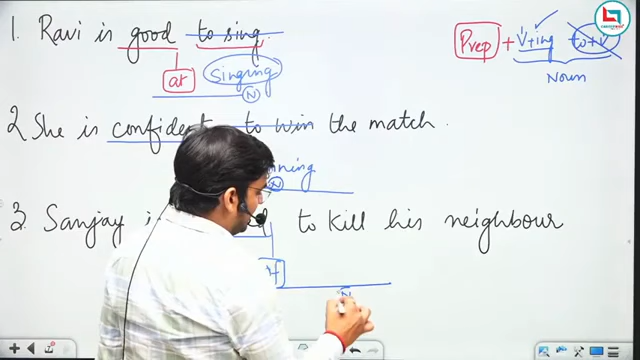 1. Ravi is good to sing.
at singing
N
Prep + V+ing to+V
Noun
2. She is confident to win the match.
N
3. Sanjay to kill his neighbour
N